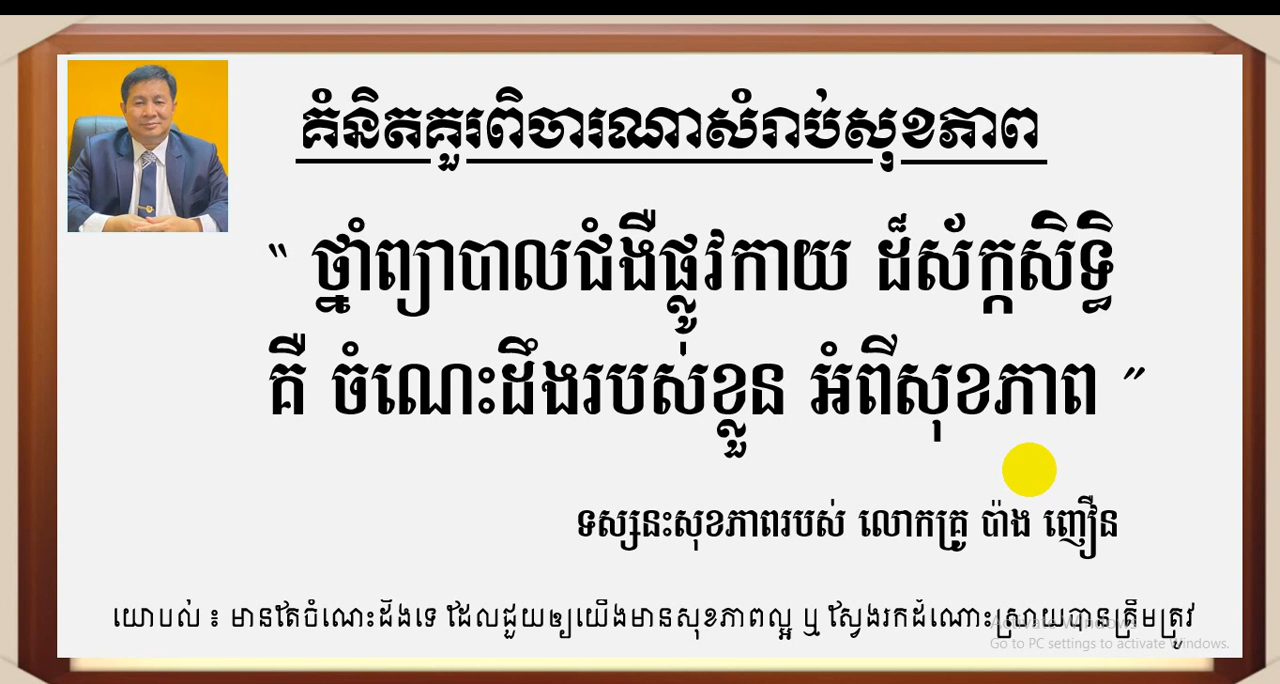 គំនិតគួរពិចារណាសំរាប់សុខភាព
“ ថ្នាំព្យាបាលជំងឺផ្លូវកាយ ដ៏ស័ក្កសិទ្ធិ
គឺ ចំណេះដឹងរបស់ខ្លួន អំពីសុខភាព ”
ទស្សនះសុខភាពរបស់ លោកគ្រូ ប៉ាង ញឿន
យោបល់ ៖ មានតែចំណេះដឹងទេ ដែលជួយឲ្យយើងមានសុខភាពល្អ ឬ ស្វែងរកដំណោះស្រាយបានត្រឹមត្រូវ
Activate Windows
Go to PC settings to activate Windows.